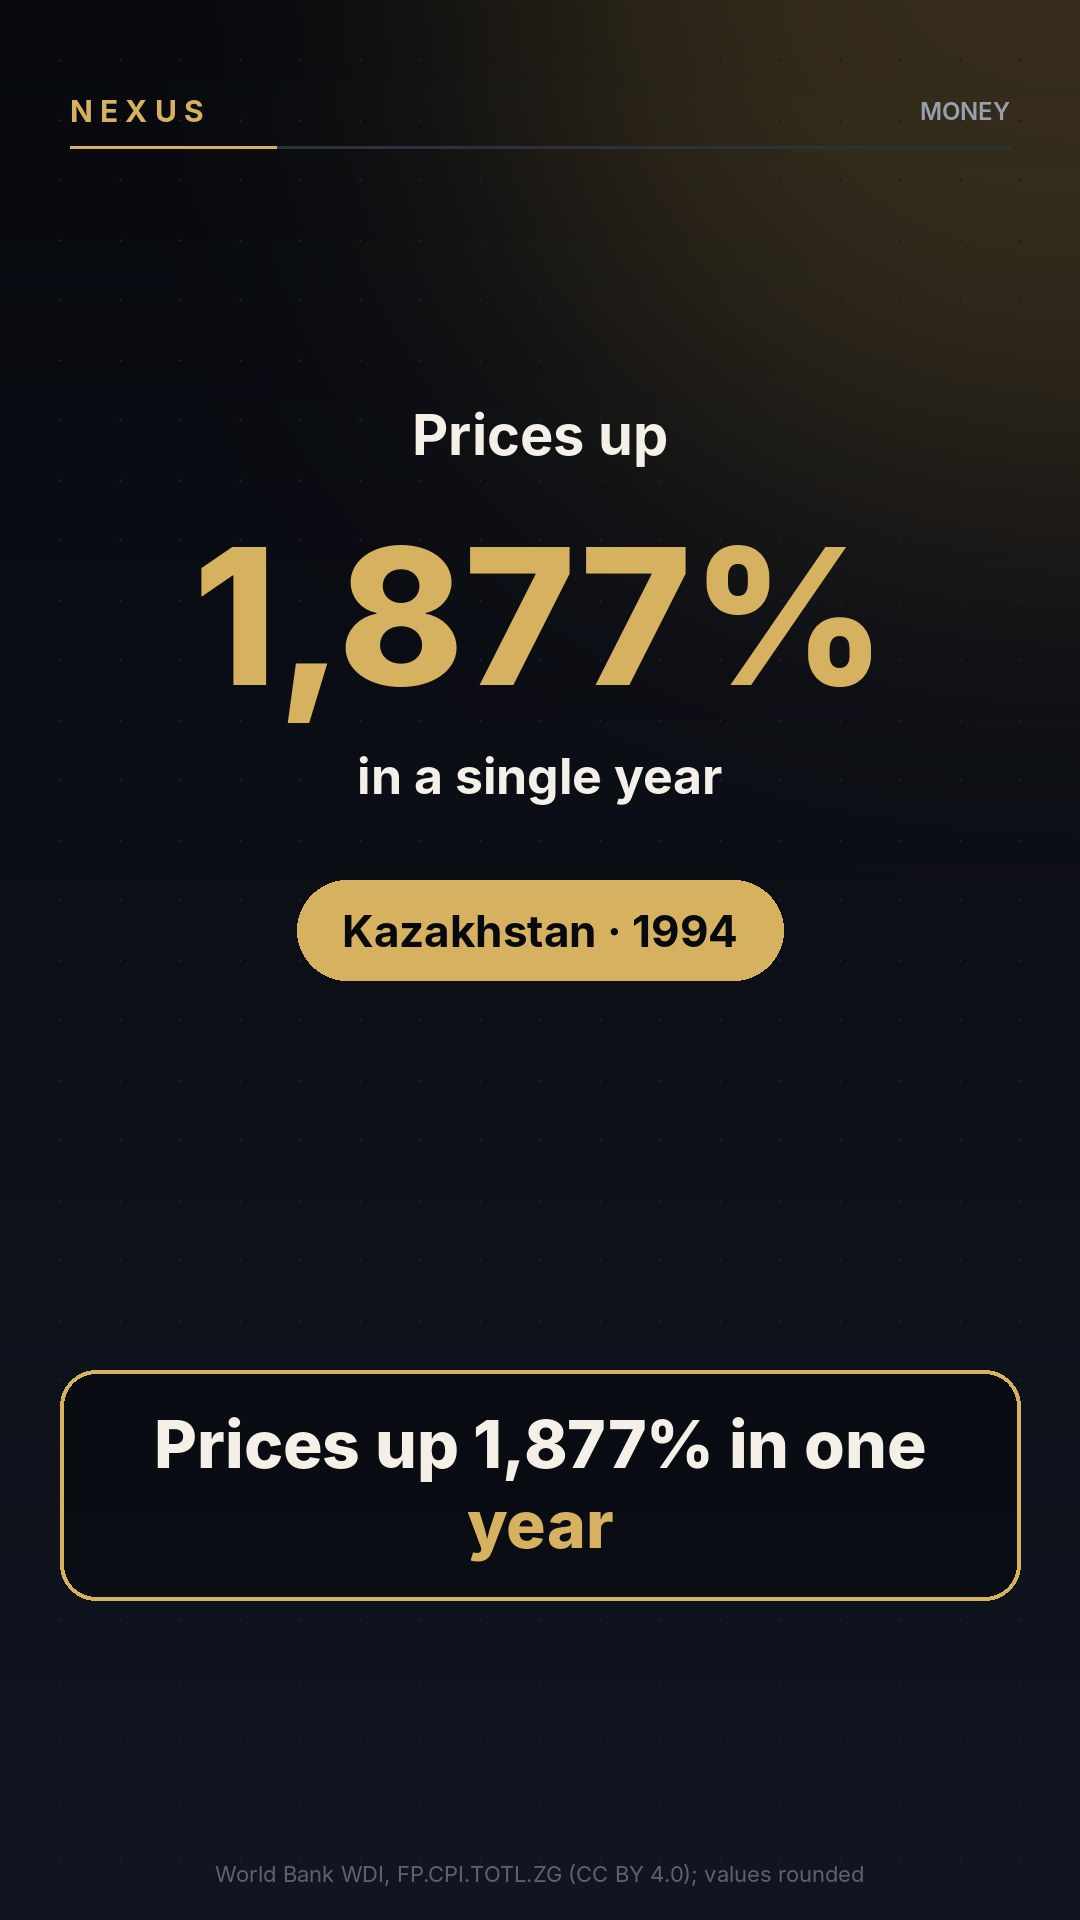 NEXUS
MONEY
Prices up
1,877%
in a single year
Kazakhstan · 1994
Prices up 1,877% in one
year
World Bank WDI, FP.CPI.TOTL.ZG (CC BY 4.0); values rounded